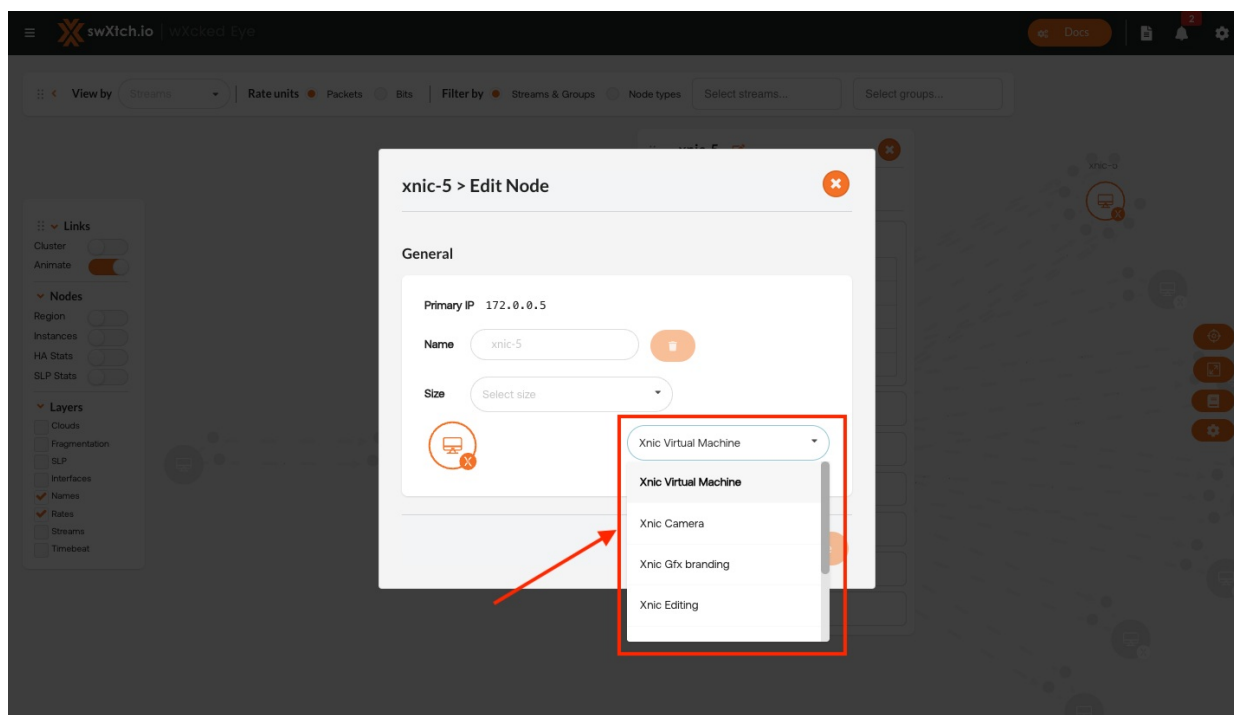 swXtch.io | wXcked Eye
Docs
2
View by Streams Rate units Packets Bits Filter by Streams & Groups Node types Select streams... Select groups...
xnic-5
xnic-5 > Edit Node
General
Primary IP 172.0.0.5
Name xnic-5
Size Select size
X
Xnic Virtual Machine
Xnic Virtual Machine
Xnic Camera
Xnic Gfx branding
Xnic Editing
Links
Cluster
Animate
Nodes
Region
Instances
HA Stats
SLP Stats
Layers
Clouds
Fragmentation
SLP
Interfaces
Names
Rates
Streams
Timebeat